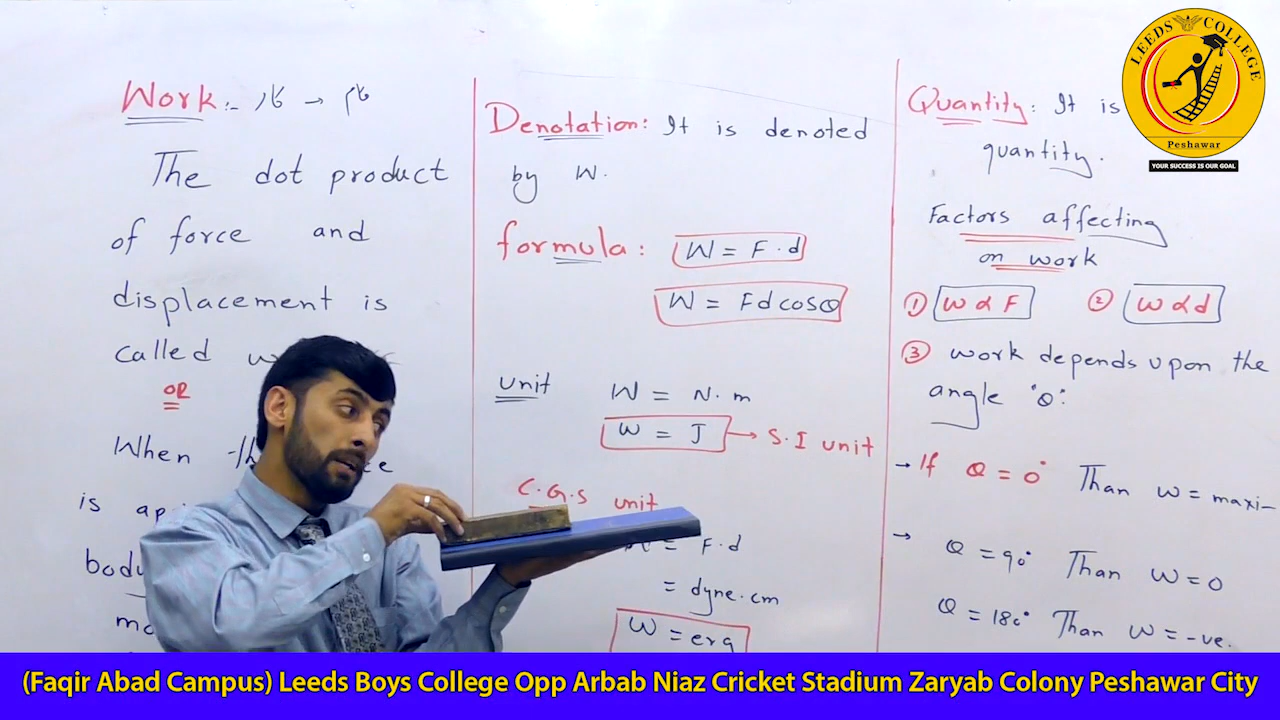 Work :- کار → کام
The dot product
of force and
displacement is
called
OR
When
is
body
Denotation: It is denoted
by W.
formula: W = F . d
W = Fd cosθ
unit W = N. m
W = J → S.I unit
C.G.S unit
= F.d
= dyne.cm
W = erg
Quantity: It is
quantity.
Factors affecting
on work
① W ∝ F ② W ∝ d
③ work depends upon the
angle "θ".
→ If θ = 0° Than W = maxi-
→ θ = 90° Than W = 0
θ = 180° Than W = -ve.
LEEDS COLLEGE
Peshawar
YOUR SUCCESS IS OUR GOAL
(Faqir Abad Campus) Leeds Boys College Opp Arbab Niaz Cricket Stadium Zaryab Colony Peshawar City